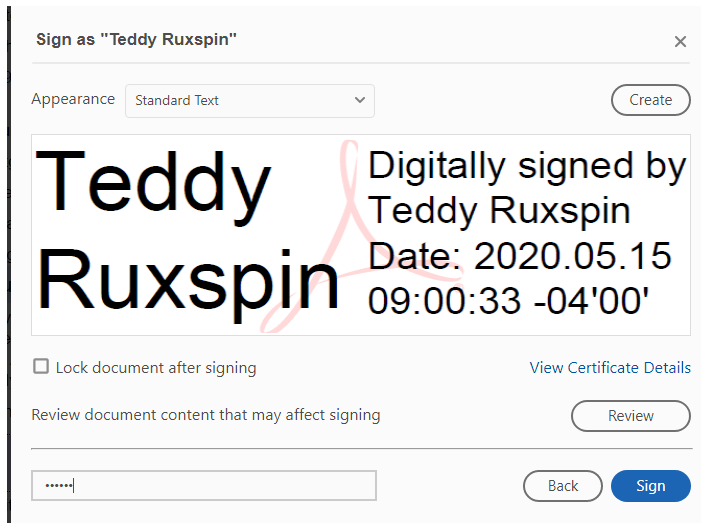 Sign as "Teddy Ruxspin"
Appearance Standard Text Create
Teddy
Ruxspin
Digitally signed by
Teddy Ruxspin
Date: 2020.05.15
09:00:33 -04'00'
Lock document after signing View Certificate Details
Review document content that may affect signing Review
•••••• Back Sign